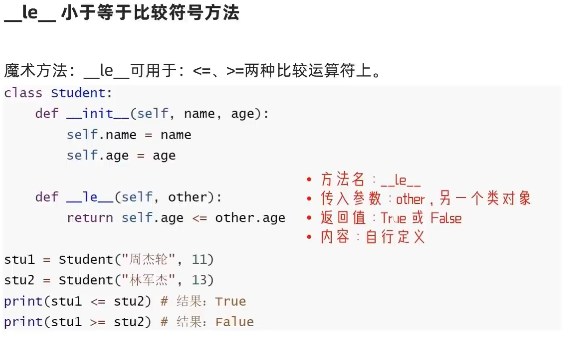 __le__ 小于等于比较符号方法
魔术方法：__le__可用于：<=、>=两种比较运算符上。
class Student:
    def __init__(self, name, age):
        self.name = name
        self.age = age
    def __le__(self, other):
        return self.age <= other.age
• 方法名：__le__
• 传入参数：other，另一个类对象
• 返回值：True 或 False
• 内容：自行定义
stu1 = Student("周杰轮", 11)
stu2 = Student("林军杰", 13)
print(stu1 <= stu2) # 结果：True
print(stu1 >= stu2) # 结果：Falue